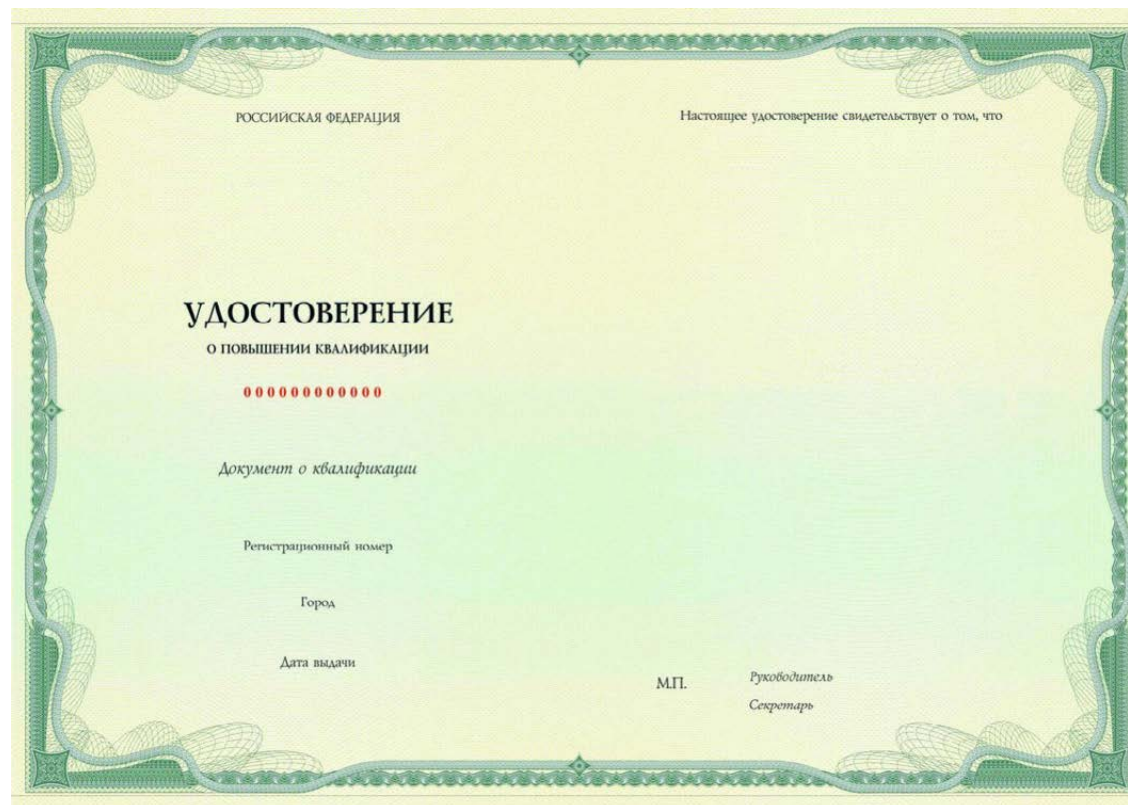 РОССИЙСКАЯ ФЕДЕРАЦИЯ
УДОСТОВЕРЕНИЕ
О ПОВЫШЕНИИ КВАЛИФИКАЦИИ
000000000000
Документ о квалификации
Регистрационный номер
Город
Дата выдачи
Настоящее удостоверение свидетельствует о том, что
М.П.
Руководитель
Секретарь